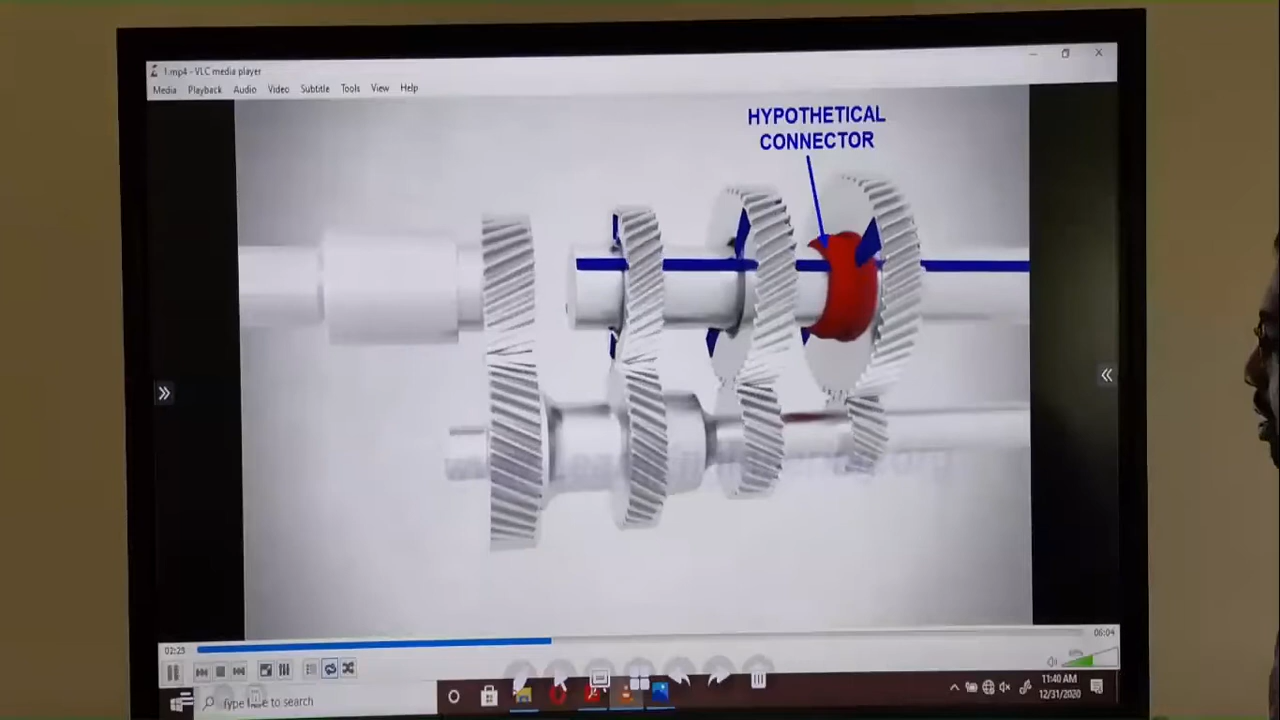 1.mp4 - VLC media player
Media Playback Audio Video Subtitle Tools View Help
HYPOTHETICAL
CONNECTOR
02:25
06:04
Type here to search
11:40 AM
12/31/2020